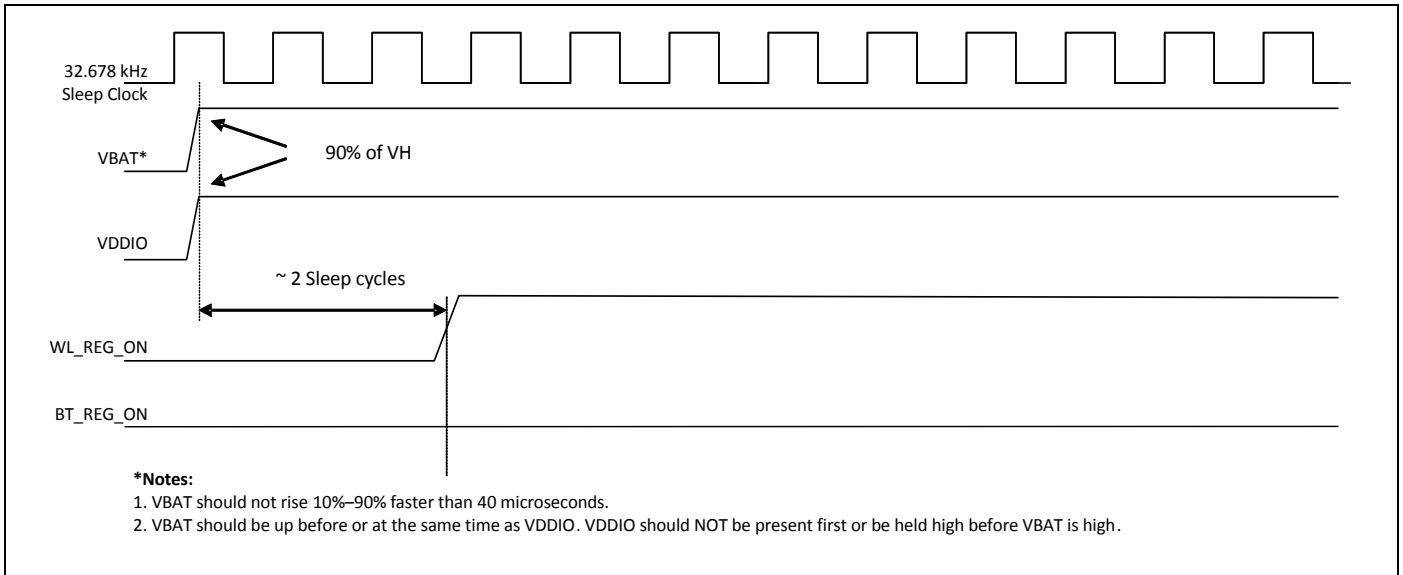 32.678 kHz
Sleep Clock
VBAT*
90% of VH
VDDIO
~ 2 Sleep cycles
WL_REG_ON
BT_REG_ON
*Notes:
1. VBAT should not rise 10%–90% faster than 40 microseconds.
2. VBAT should be up before or at the same time as VDDIO. VDDIO should NOT be present first or be held high before VBAT is high.